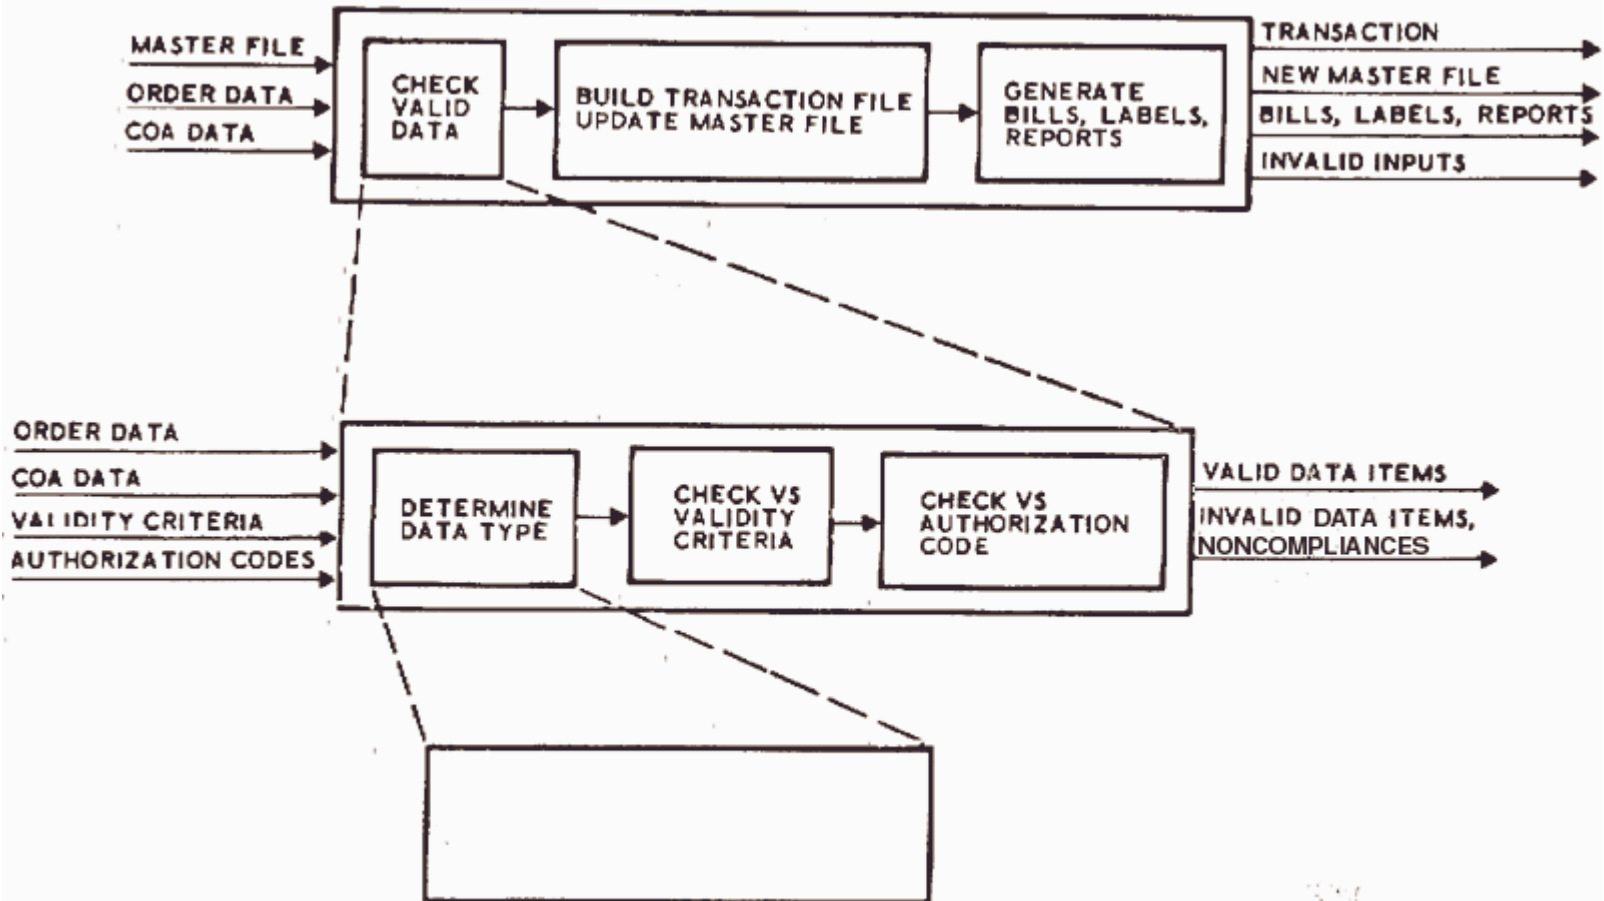 MASTER FILE
ORDER DATA
COA DATA
CHECK
VALID
DATA
BUILD TRANSACTION FILE
UPDATE MASTER FILE
GENERATE
BILLS, LABELS,
REPORTS
TRANSACTION
NEW MASTER FILE
BILLS, LABELS, REPORTS
INVALID INPUTS
ORDER DATA
COA DATA
VALIDITY CRITERIA
AUTHORIZATION CODES
DETERMINE
DATA TYPE
CHECK VS
VALIDITY
CRITERIA
CHECK VS
AUTHORIZATION
CODE
VALID DATA ITEMS
INVALID DATA ITEMS,
NONCOMPLIANCES